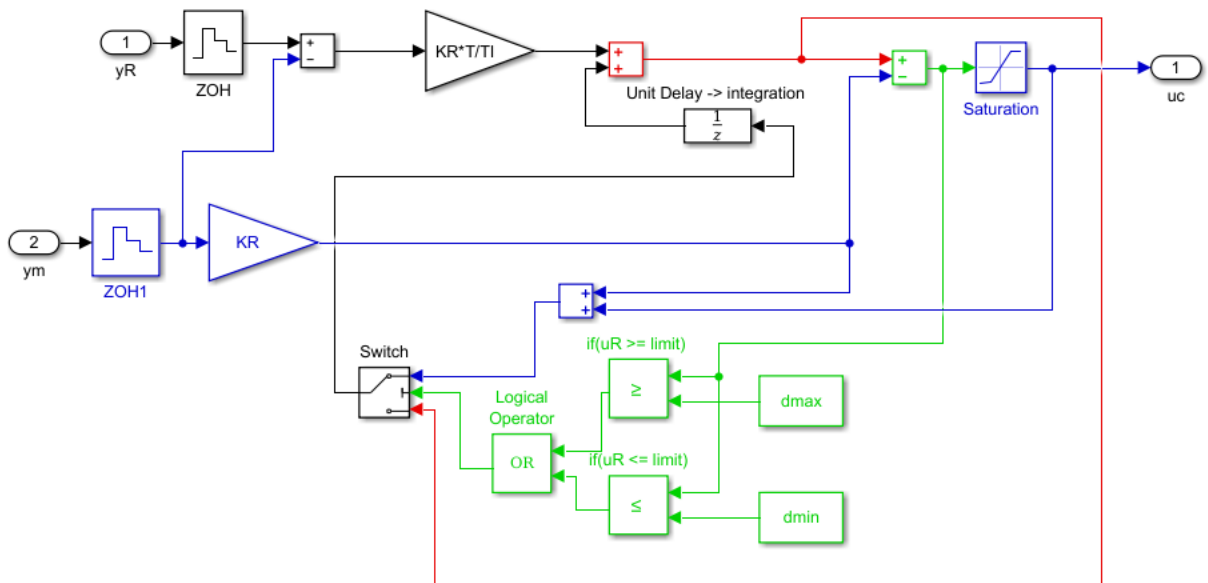 1
yR
ZOH
+
−
KR*T/TI
+
+
Unit Delay -> integration
1
z
+
−
Saturation
1
uc
2
ym
ZOH1
KR
+
+
Switch
if(uR >= limit)
≥
dmax
Logical
Operator
OR
if(uR <= limit)
≤
dmin